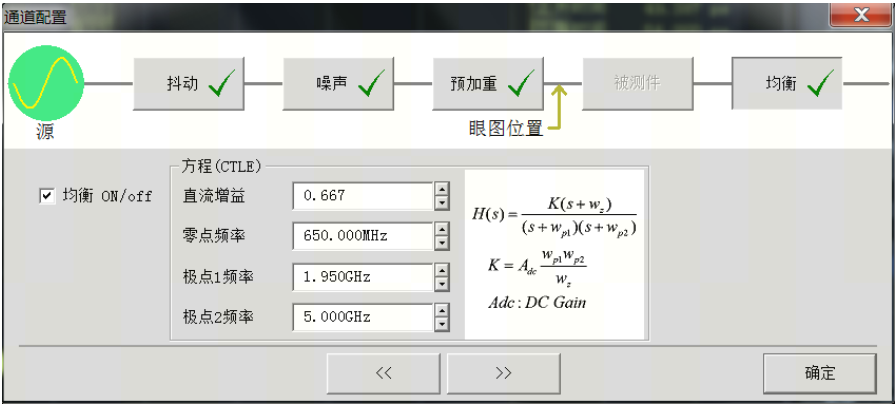 通道配置
X
抖动
噪声
预加重
被测件
均衡
源
眼图位置
均衡 ON/off
方程(CTLE)
直流增益 0.667
零点频率 650.000MHz
极点1频率 1.950GHz
极点2频率 5.000GHz
H(s) = K(s + w_z) / (s + w_p1)(s + w_p2)
K = A_dc w_p1 w_p2 / w_z
Adc : DC Gain
<<
>>
确定